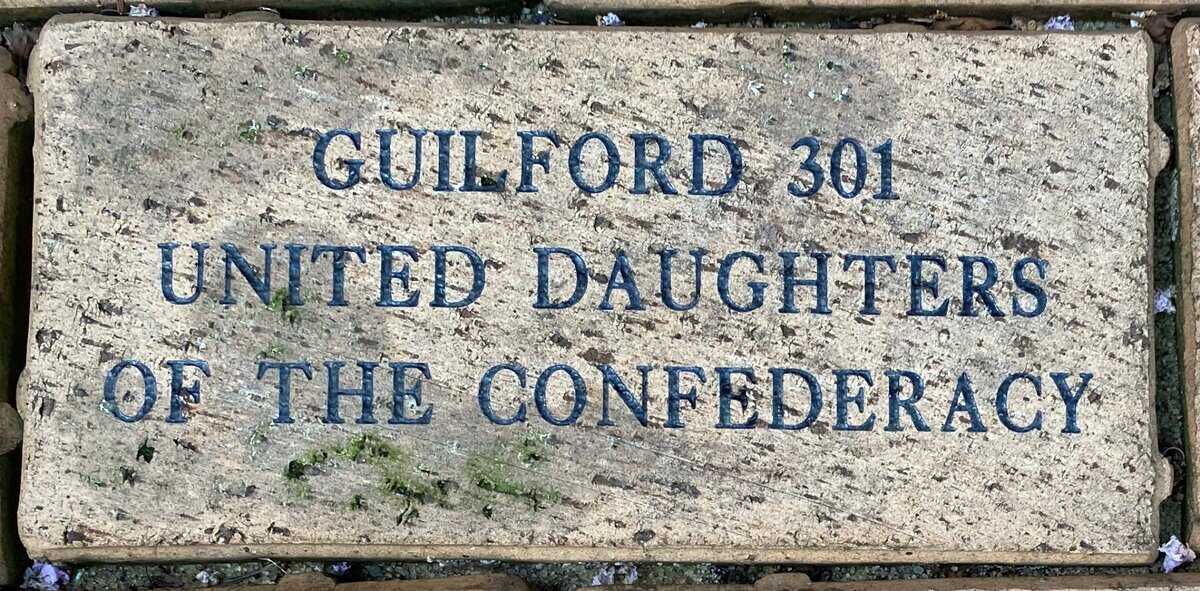 GUILFORD 301
UNITED DAUGHTERS
OF THE CONFEDERACY